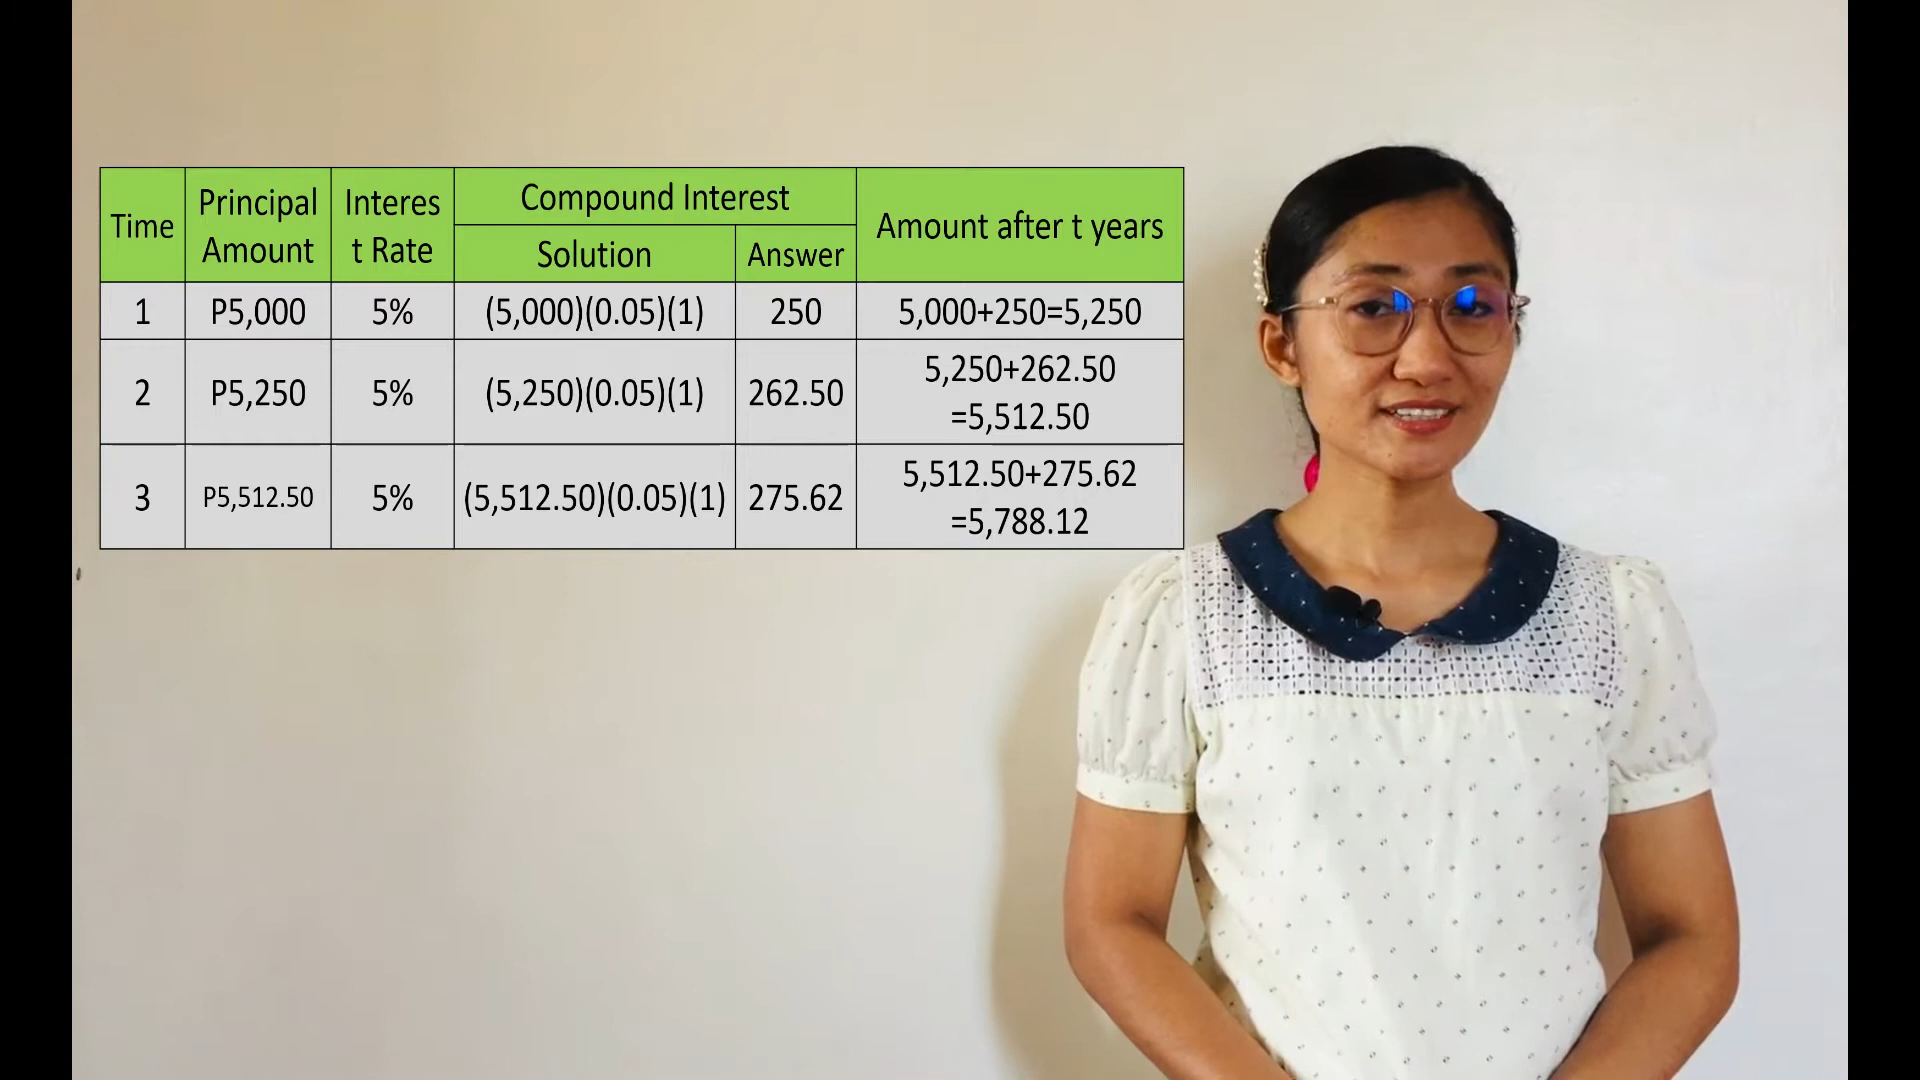 Time
Principal
Amount
Interes
t Rate
Compound Interest
Solution
Answer
Amount after t years
1
P5,000
5%
(5,000)(0.05)(1)
250
5,000+250=5,250
2
P5,250
5%
(5,250)(0.05)(1)
262.50
5,250+262.50
=5,512.50
3
P5,512.50
5%
(5,512.50)(0.05)(1)
275.62
5,512.50+275.62
=5,788.12